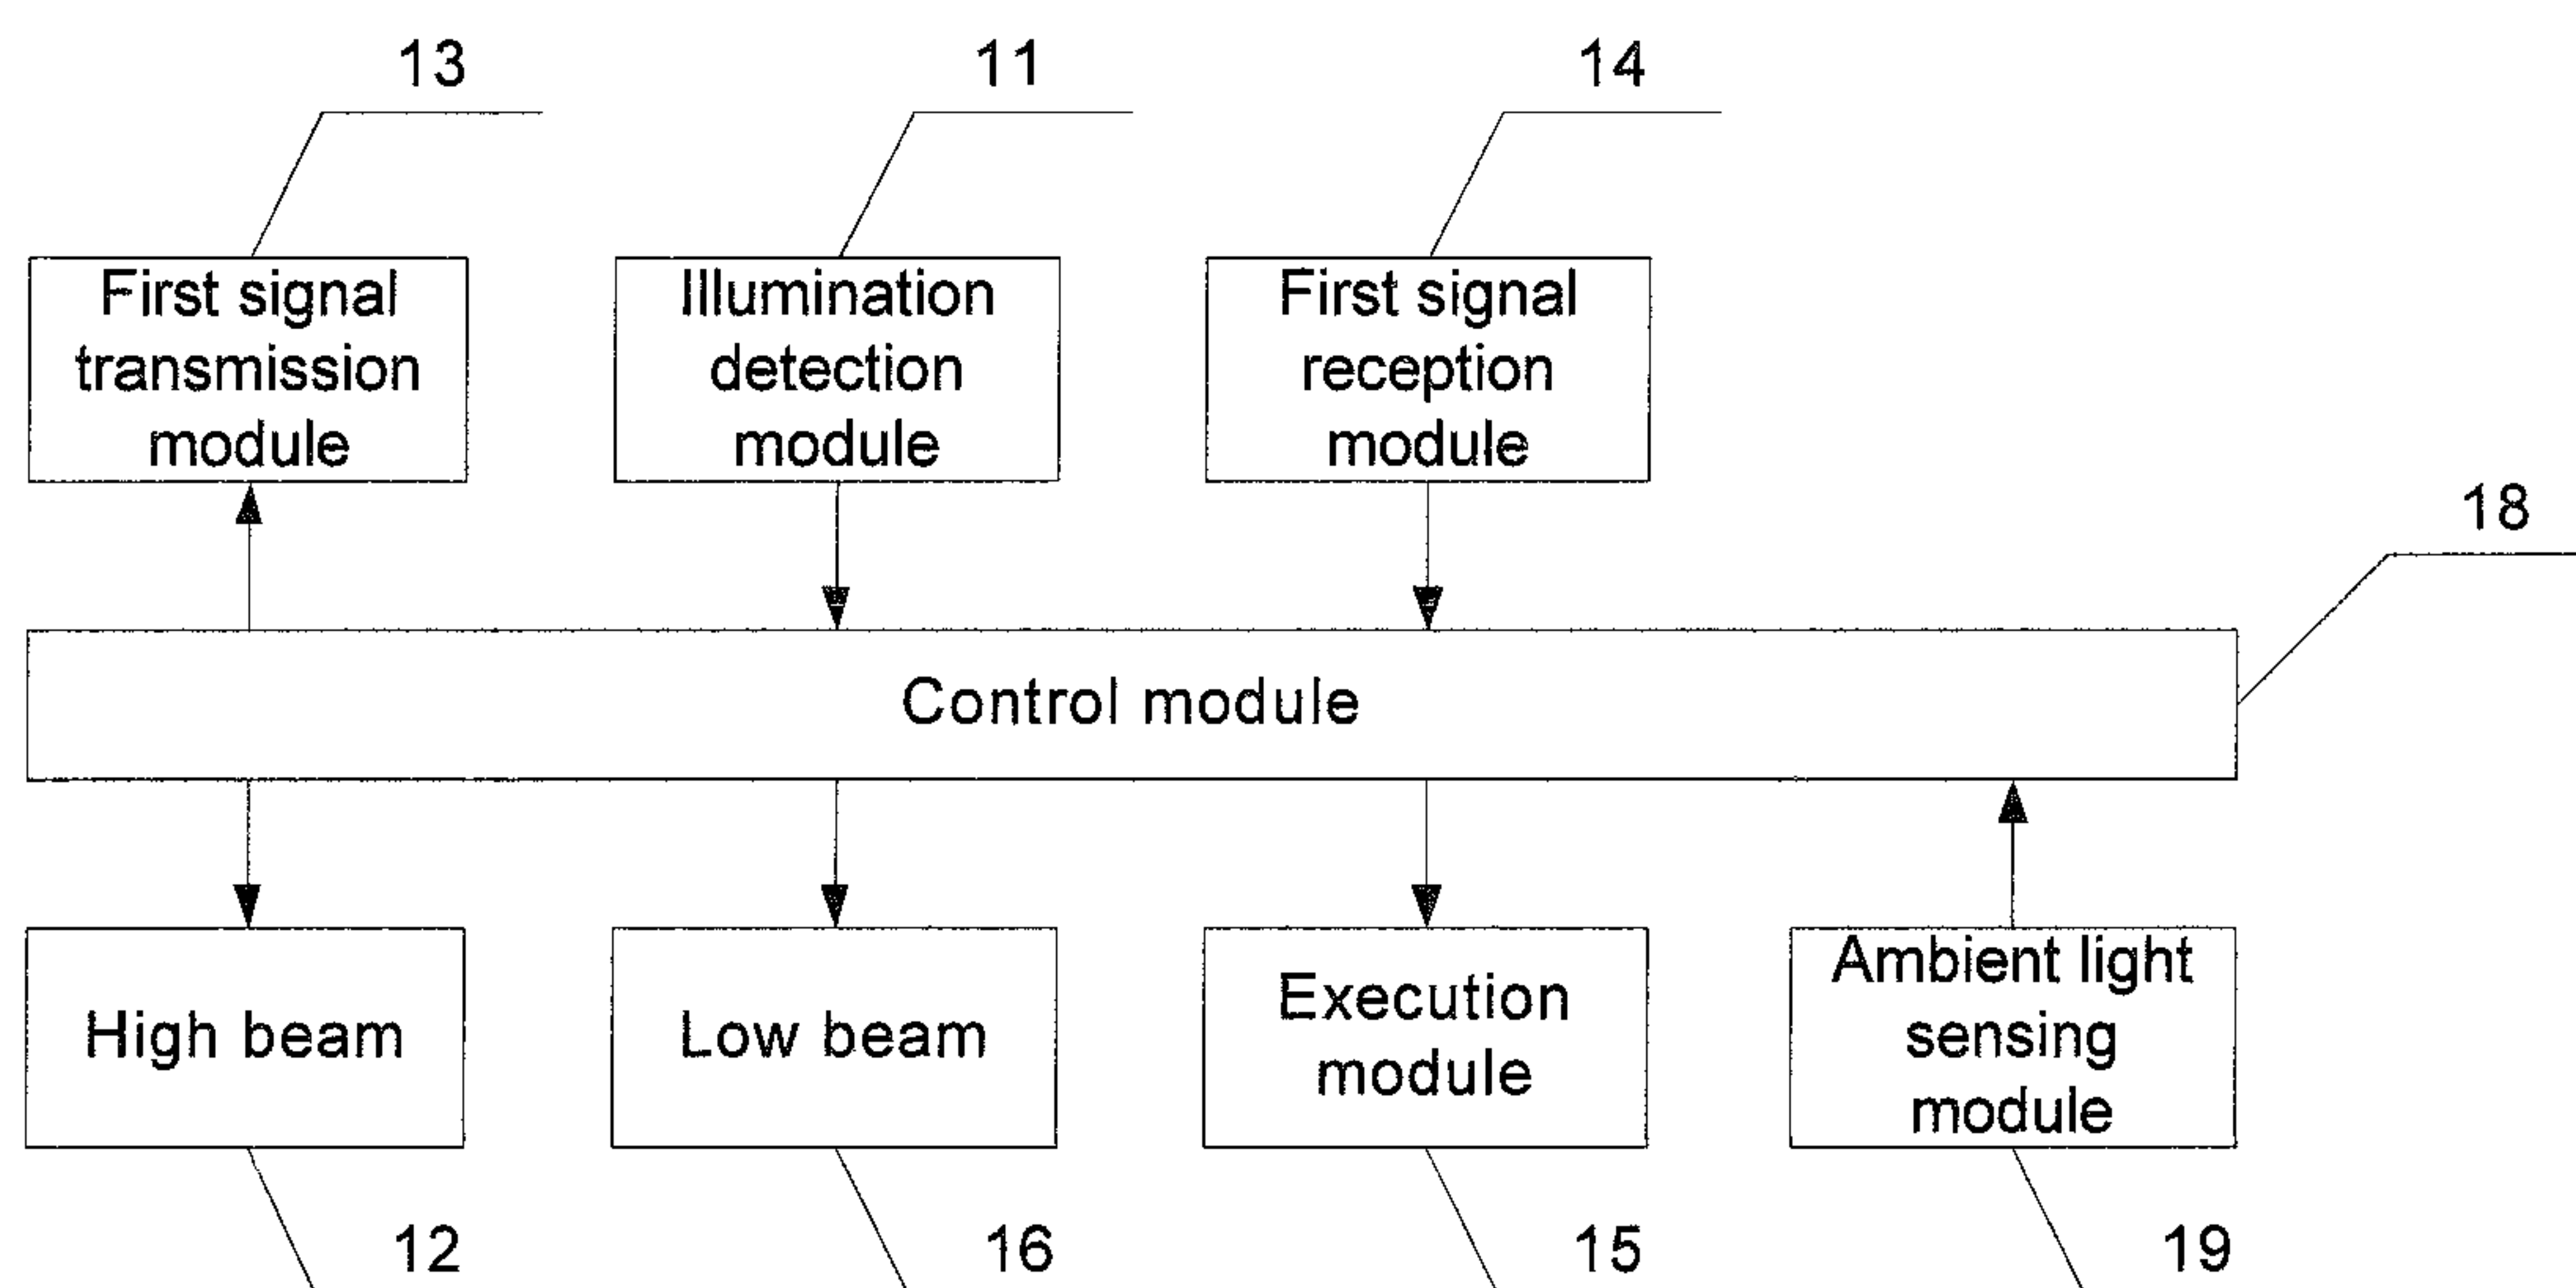 13
11
14
First signal
transmission
module
Illumination
detection
module
First signal
reception
module
18
Control module
High beam
Low beam
Execution
module
Ambient light
sensing
module
12
16
15
19